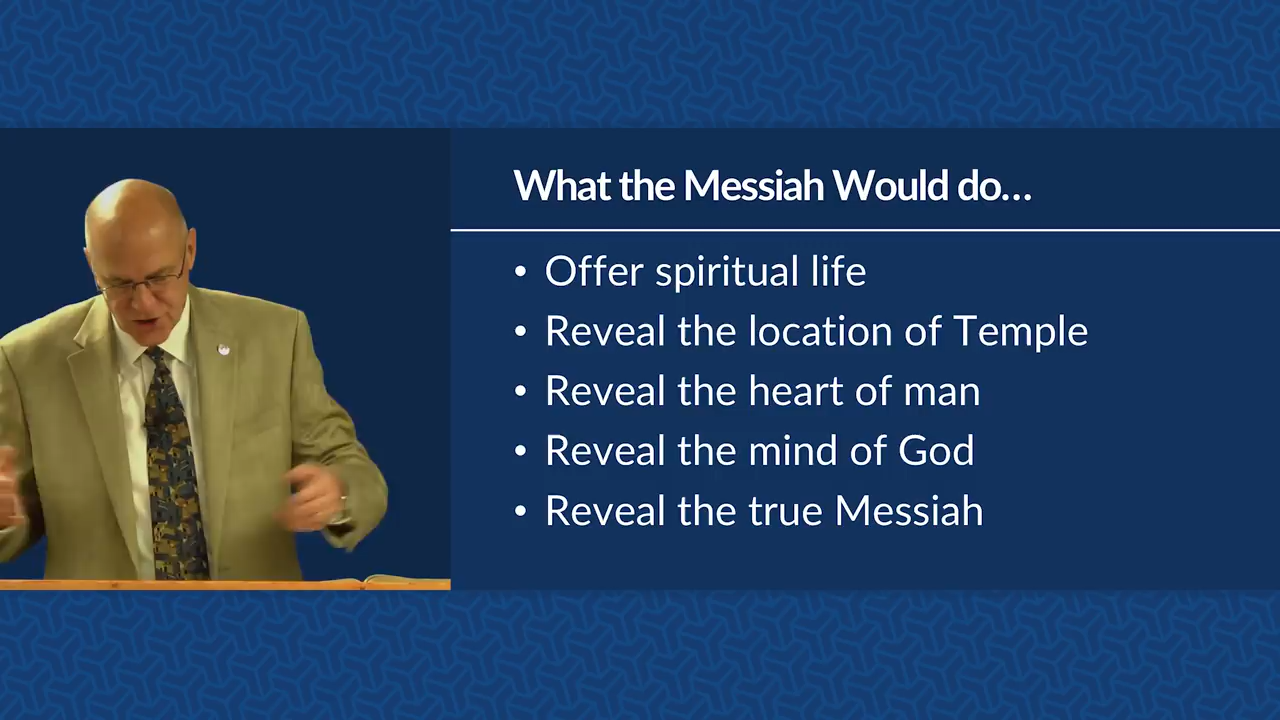 What the Messiah Would do...
• Offer spiritual life
• Reveal the location of Temple
• Reveal the heart of man
• Reveal the mind of God
• Reveal the true Messiah